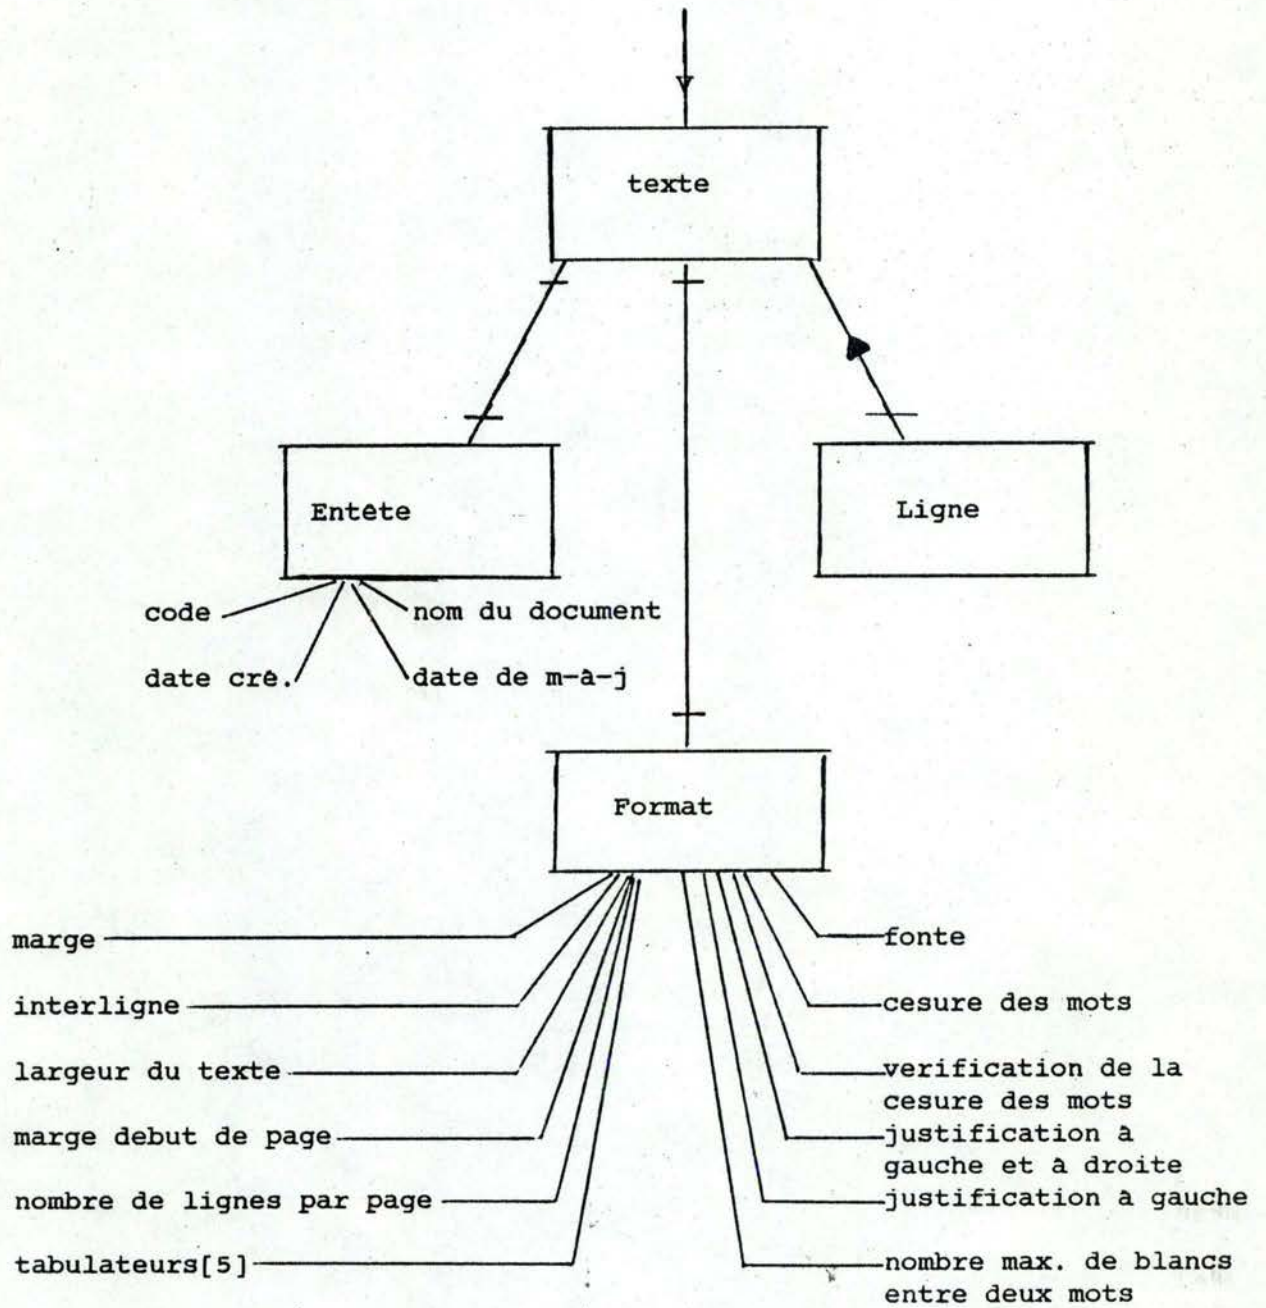 texte
Entête
Ligne
code
nom du document
date cré.
date de m-à-j
Format
marge
fonte
interligne
cesure des mots
largeur du texte
verification de la
cesure des mots
marge debut de page
justification à
gauche et à droite
nombre de lignes par page
justification à gauche
tabulateurs[5]
nombre max. de blancs
entre deux mots